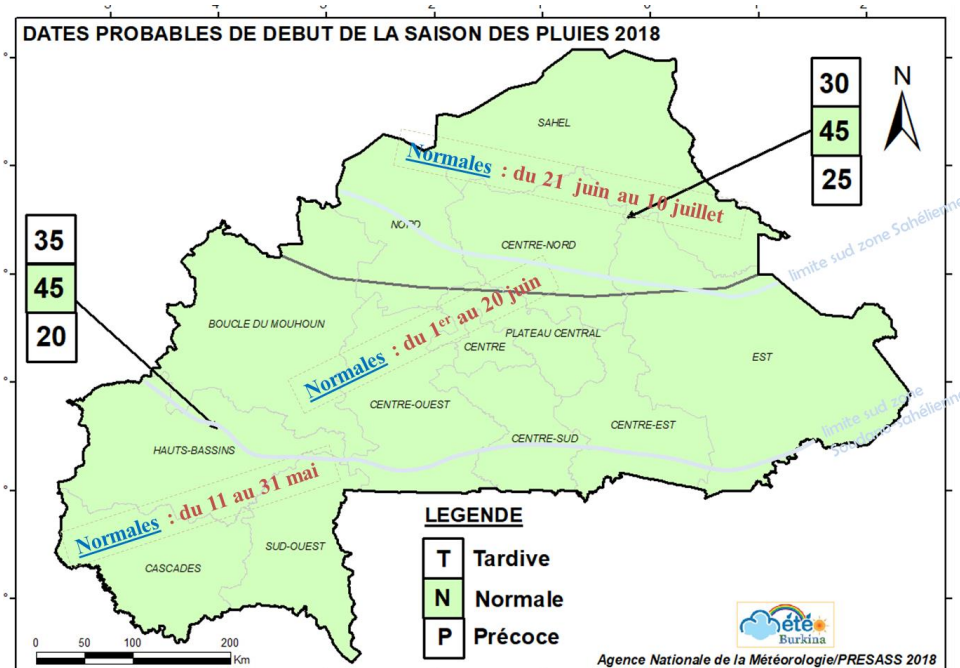 DATES PROBABLES DE DEBUT DE LA SAISON DES PLUIES 2018
30
45
25
N
SAHEL
Normales : du 21 juin au 10 juillet
NORD
CENTRE-NORD
limite sud zone Sahélienne
35
45
20
BOUCLE DU MOUHOUN
Normales : du 1er au 20 juin
PLATEAU CENTRAL
CENTRE
EST
CENTRE-OUEST
CENTRE-EST
CENTRE-SUD
limite sud zone
Soudano-sahélienne
HAUTS-BASSINS
Normales : du 11 au 31 mai
SUD-OUEST
CASCADES
LEGENDE
T Tardive
N Normale
P Précoce
0 50 100 200
Km
Météo
Burkina
Agence Nationale de la Météorologie/PRESASS 2018